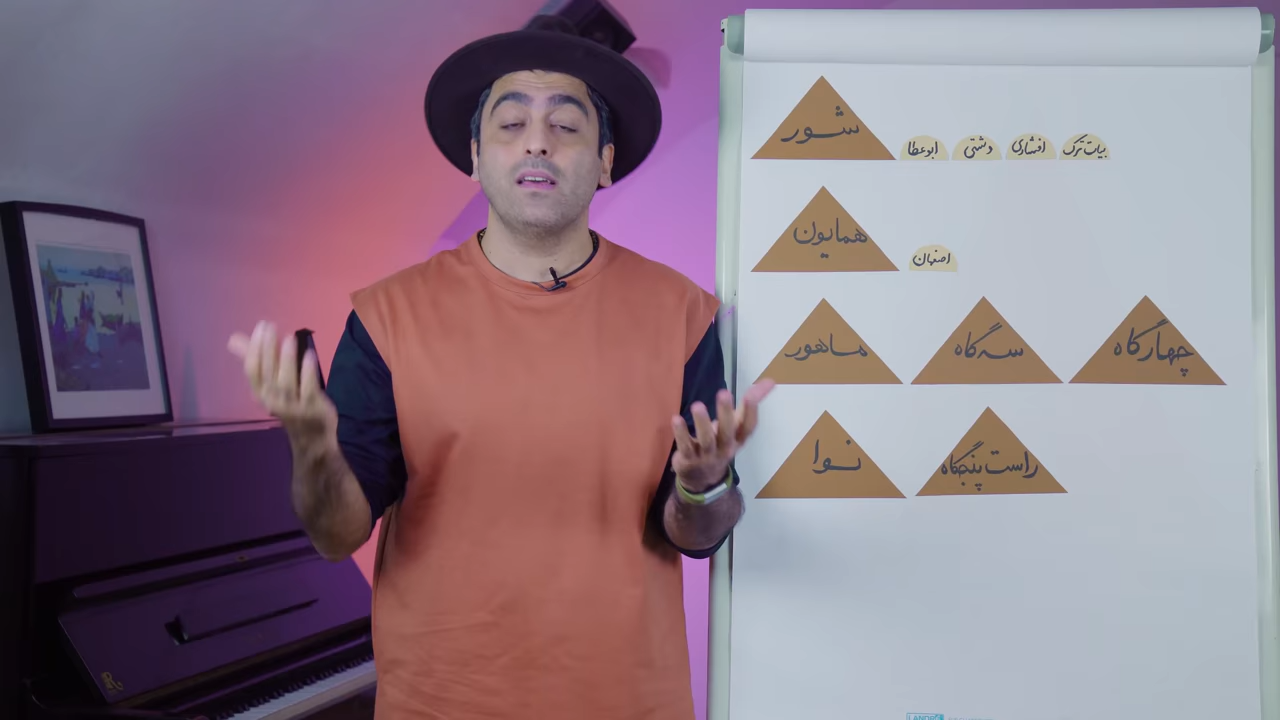 شور ابوعطا دشتی افشاری بیات ترک
همایون اصفهان
ماهور سه گاه چهارگاه
نوا راست پنجگاه